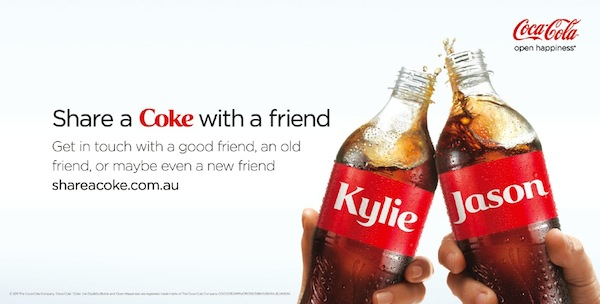 Coca-Cola
open happiness*
Share a Coke with a friend
Get in touch with a good friend, an old
friend, or maybe even a new friend
shareacoke.com.au
Kylie
Jason